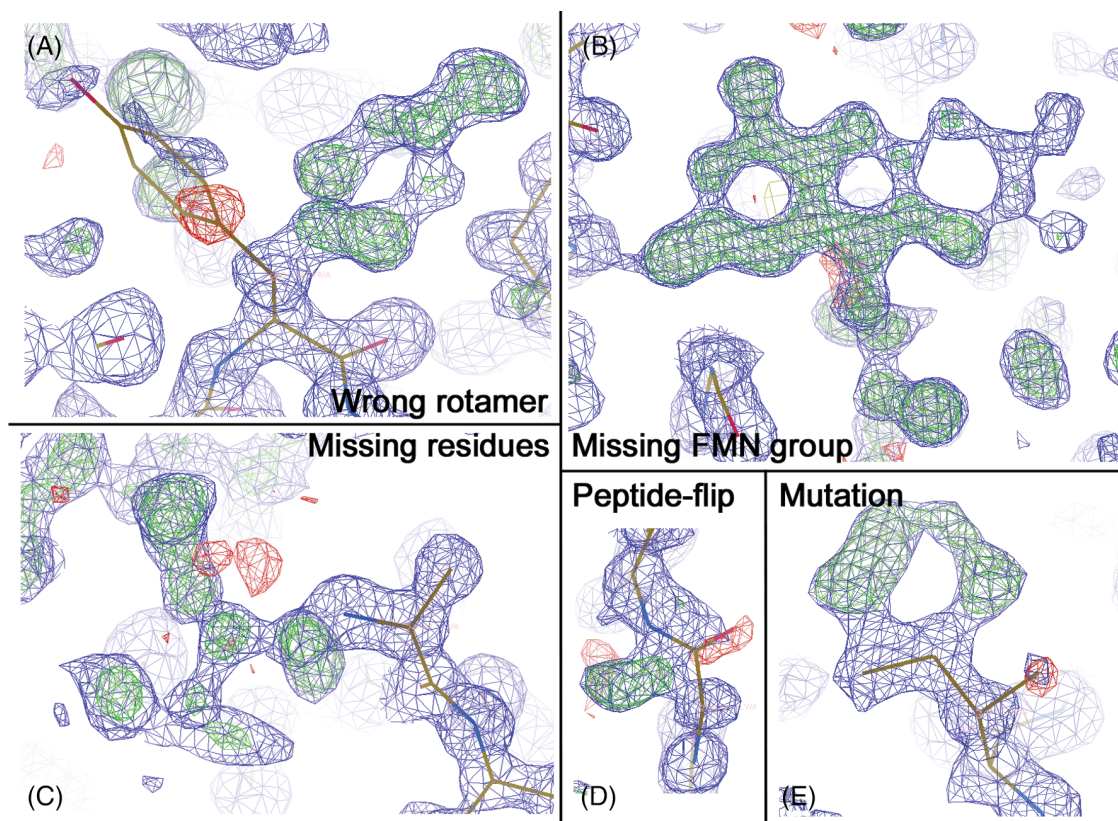 (A)
Wrong rotamer
(B)
Missing FMN group
Missing residues
(C)
Peptide-flip
(D)
Mutation
(E)